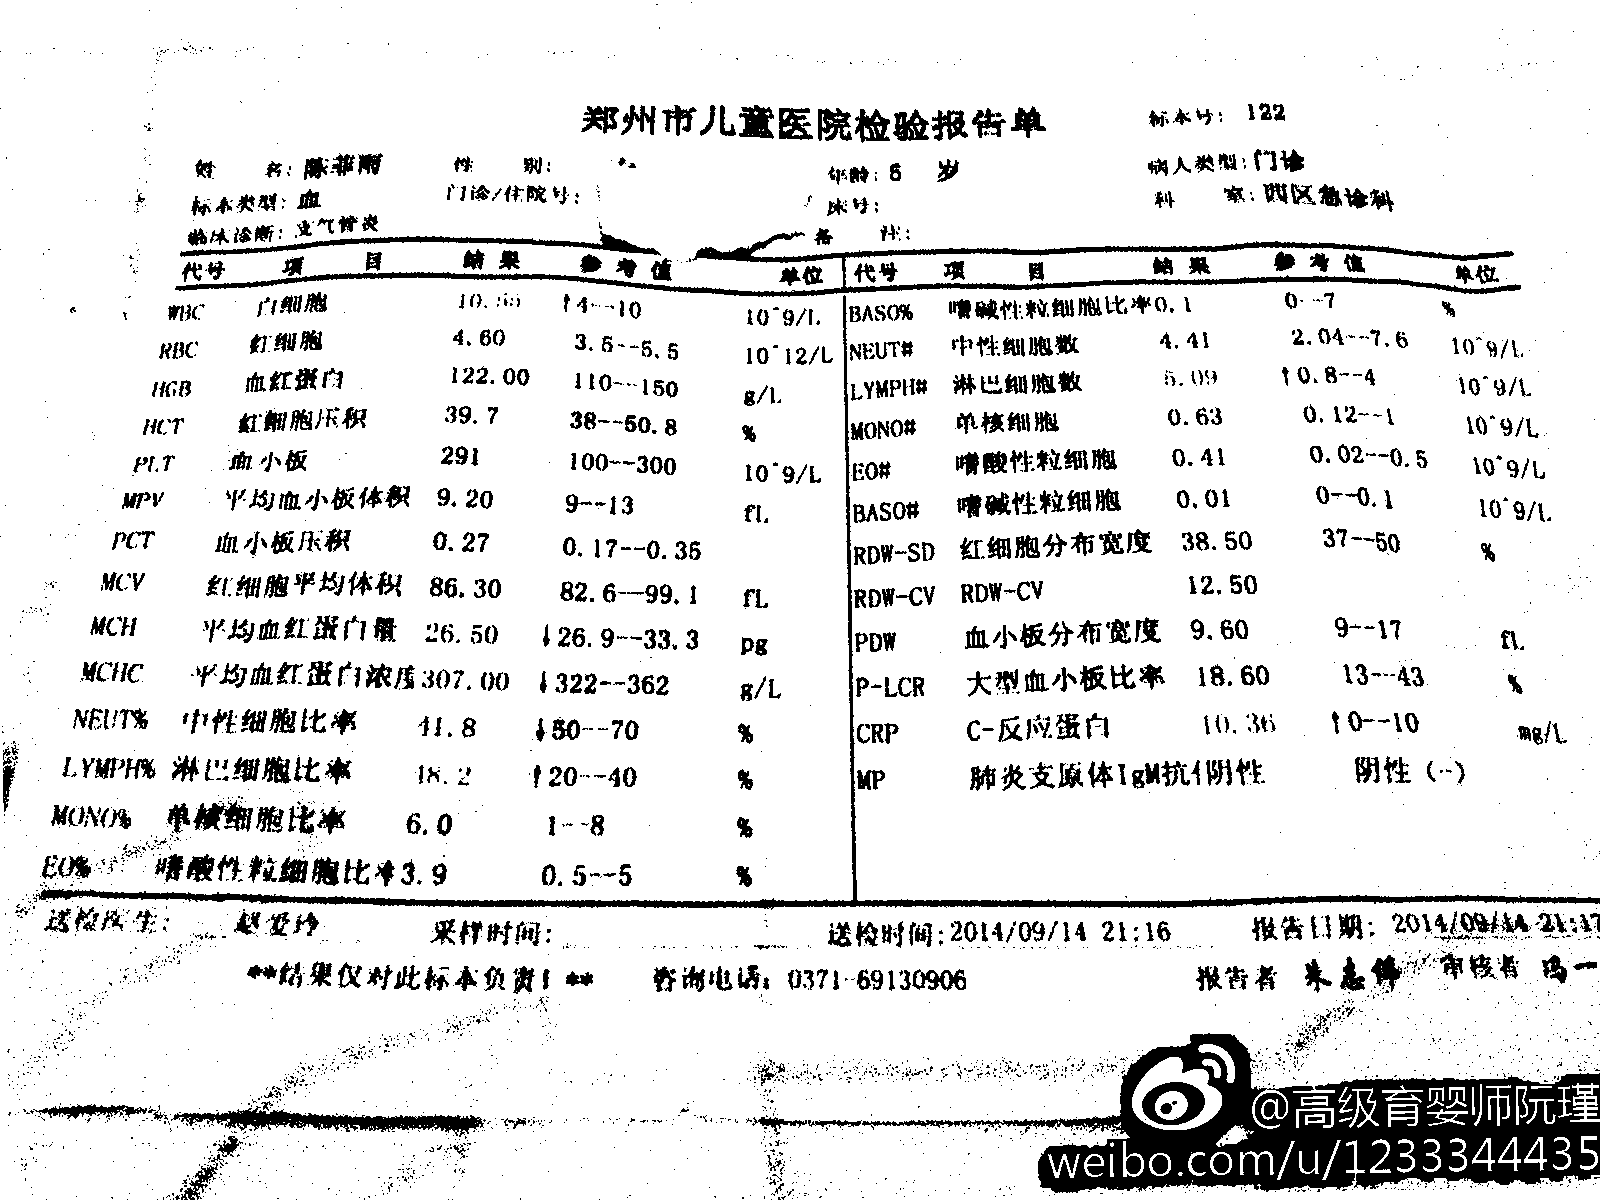 郑州市儿童医院检验报告单
标本号: 122
姓 名: 陈菲雨 性 别: 年龄: 5 岁 病人类型: 门诊
标本类型: 血 门诊/住院号: 床号: 科 室: 西区急诊科
临床诊断: 支气管炎 备 注:
代号 项 目 结 果 参 考 值 单位 代号 项 目 结 果 参 考 值 单位
WBC 白细胞 ↑4--10 10^9/L BASO% 嗜碱性粒细胞比率0.1 0--7 %
RBC 红细胞 4.60 3.5--5.5 10^12/L NEUT# 中性细胞数 4.41 2.04--7.6 10^9/L
HGB 血红蛋白 122.00 110--150 g/L LYMPH# 淋巴细胞数 5.09 ↑0.8--4 10^9/L
HCT 红细胞压积 39.7 38--50.8 % MONO# 单核细胞 0.63 0.12--1 10^9/L
PLT 血小板 291 100--300 10^9/L EO# 嗜酸性粒细胞 0.41 0.02--0.5 10^9/L
MPV 平均血小板体积 9.20 9--13 fL BASO# 嗜碱性粒细胞 0.01 0--0.1 10^9/L
PCT 血小板压积 0.27 0.17--0.35 RDW-SD 红细胞分布宽度 38.50 37--50 %
MCV 红细胞平均体积 86.30 82.6--99.1 fL RDW-CV RDW-CV 12.50
MCH 平均血红蛋白量 26.50 ↓26.9--33.3 pg PDW 血小板分布宽度 9.60 9--17 fL
MCHC 平均血红蛋白浓度307.00 ↓322--362 g/L P-LCR 大型血小板比率 18.60 13--43 %
NEUT% 中性细胞比率 41.8 ↓50--70 % CRP C-反应蛋白 10.36 ↑0--10 mg/L
LYMPH% 淋巴细胞比率 48.2 ↑20--40 % MP 肺炎支原体IgM抗体阴性 阴性(--)
MONO% 单核细胞比率 6.0 1--8 %
EO% 嗜酸性粒细胞比率3.9 0.5--5 %
送检医生: 赵爱玲 采样时间: 送检时间:2014/09/14 21:16 报告日期: 2014/09/14 21:17
**结果仅对此标本负责! ** 咨询电话: 0371-69130906 报告者 审核者 冯一
@高级育婴师阮瑾
weibo.com/u/1233344435